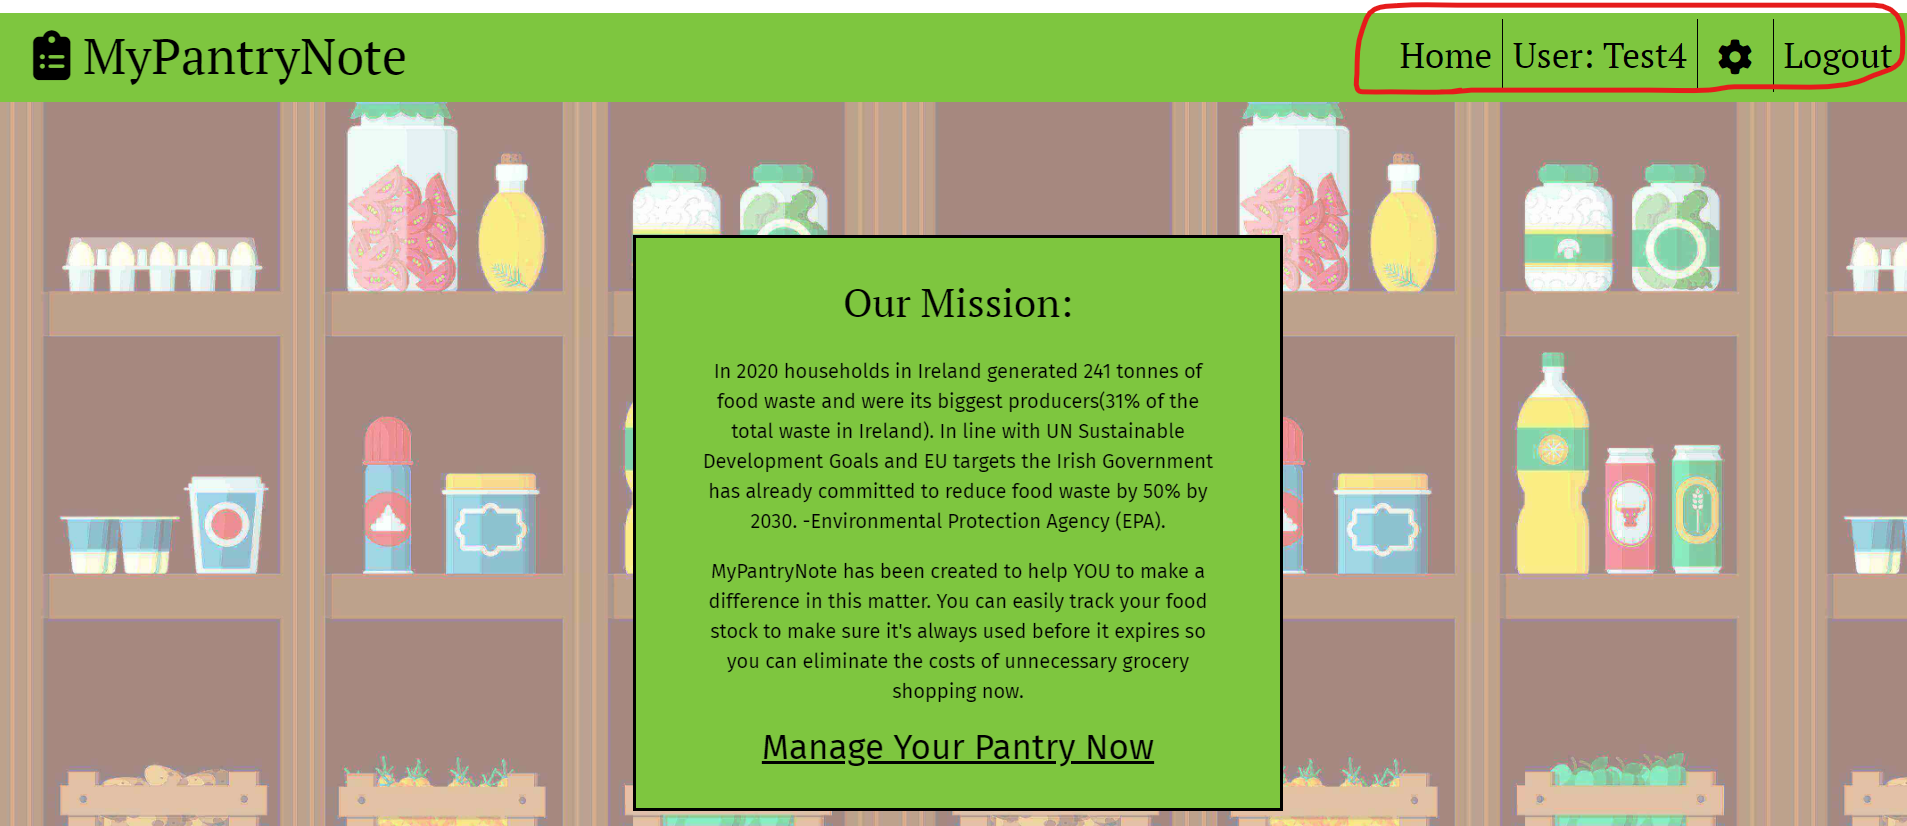 MyPantryNote
Home
User: Test4
Logout
Our Mission:
In 2020 households in Ireland generated 241 tonnes of
food waste and were its biggest producers(31% of the
total waste in Ireland). In line with UN Sustainable
Development Goals and EU targets the Irish Government
has already committed to reduce food waste by 50% by
2030. -Environmental Protection Agency (EPA).
MyPantryNote has been created to help YOU to make a
difference in this matter. You can easily track your food
stock to make sure it's always used before it expires so
you can eliminate the costs of unnecessary grocery
shopping now.
Manage Your Pantry Now